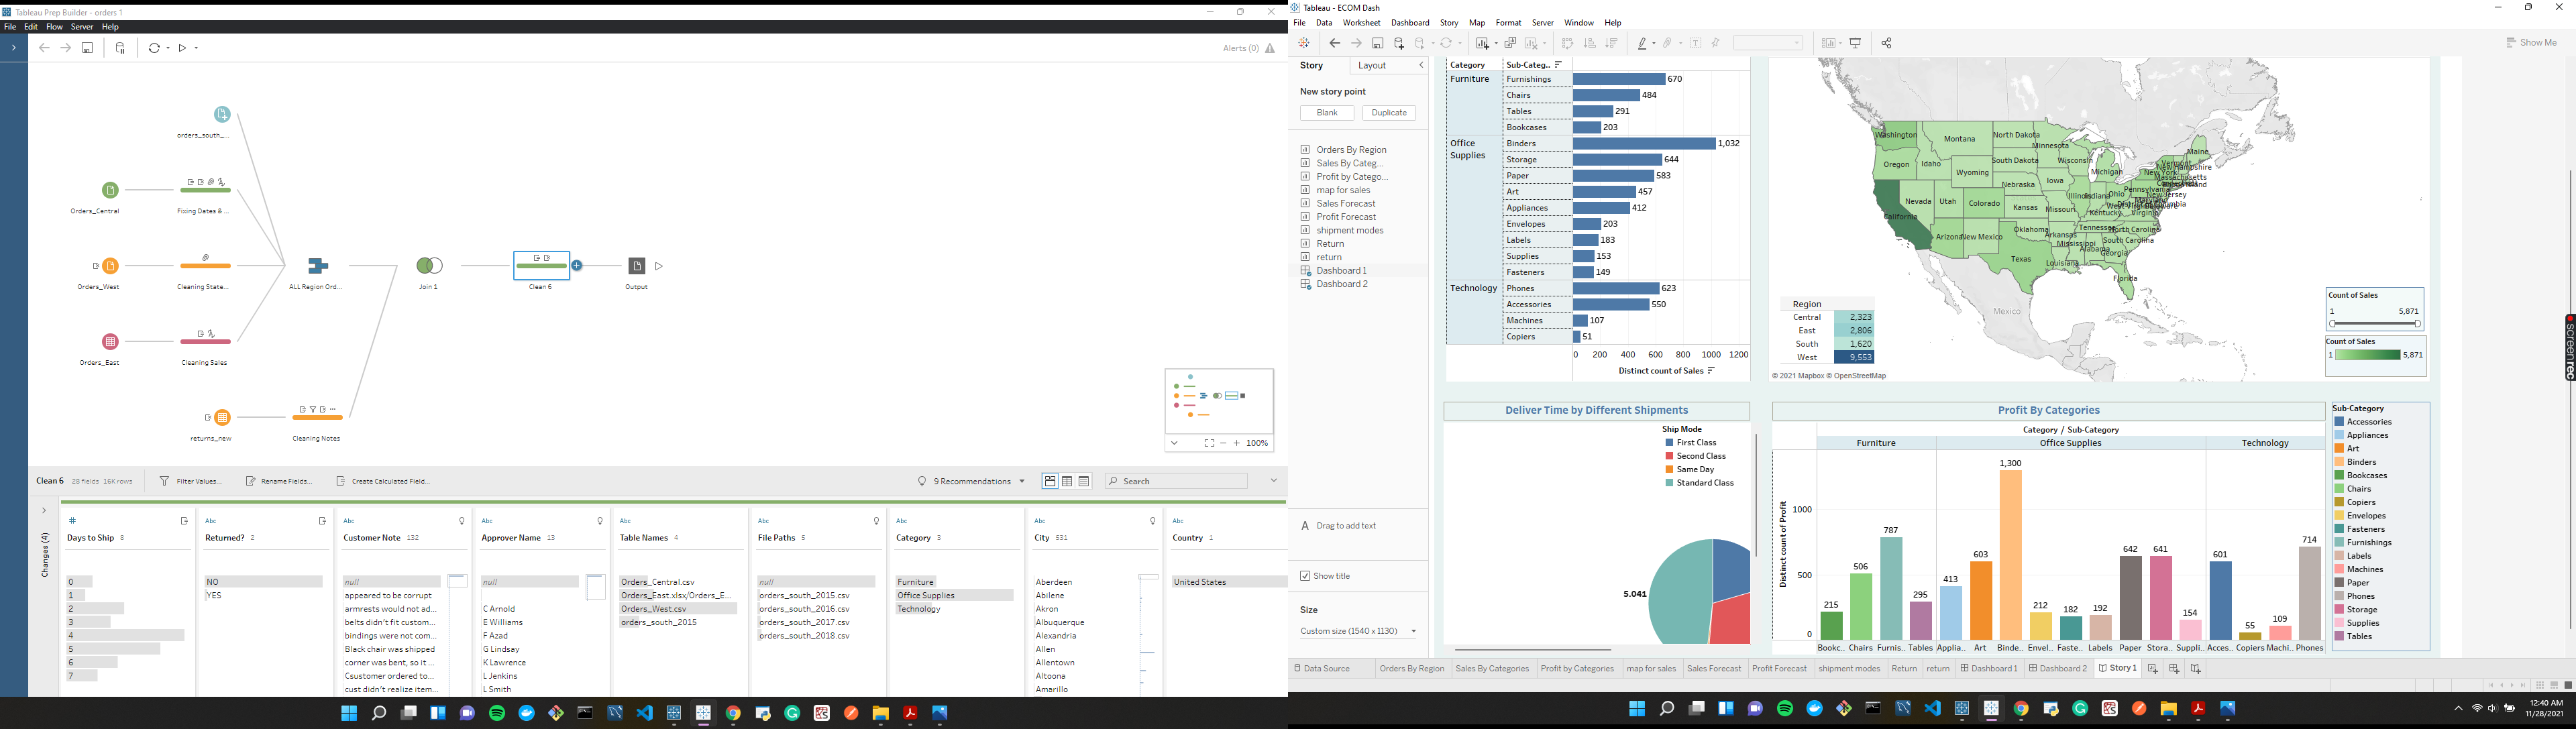 Tableau Prep Builder - orders 1
File Edit Flow Server Help
Alerts (0)
orders_south_...
Orders_Central
Fixing Dates & ...
Orders_West
Cleaning State...
ALL Region Ord...
Join 1
Clean 6
Output
Orders_East
Cleaning Sales
returns_new
Cleaning Notes
100%
Clean 6 28 fields 16K rows
Filter Values...
Rename Fields...
Create Calculated Field...
9 Recommendations
Search
Changes (4)
#
Days to Ship 8
0
1
2
3
4
5
6
7
Abc
Returned? 2
NO
YES
Abc
Customer Note 132
null
appeared to be corrupt
armrests would not ad...
belts didn't fit custom...
bindings were not com...
Black chair was shipped
corner was bent, so it ...
Csustomer ordered to...
cust didn't realize item...
Abc
Approver Name 13
null
C Arnold
E Williams
F Azad
G Lindsay
K Lawrence
L Jenkins
L Smith
Abc
Table Names 4
Orders_Central.csv
Orders_East.xlsx/Orders_E...
Orders_West.csv
orders_south_2015
Abc
File Paths 5
null
orders_south_2015.csv
orders_south_2016.csv
orders_south_2017.csv
orders_south_2018.csv
Abc
Category 3
Furniture
Office Supplies
Technology
Abc
City 531
Aberdeen
Abilene
Akron
Albuquerque
Alexandria
Allen
Allentown
Altoona
Amarillo
Abc
Country 1
United States
Tableau - ECOM Dash
File Data Worksheet Dashboard Story Map Format Server Window Help
Show Me
Story Layout
New story point
Blank Duplicate
Orders By Region
Sales By Categ...
Profit by Catego...
map for sales
Sales Forecast
Profit Forecast
shipment modes
Return
return
Dashboard 1
Dashboard 2
A Drag to add text
Show title
Size
Custom size (1540 x 1130)
Category Sub-Categ..
Furniture Furnishings 670
Chairs 484
Tables 291
Bookcases 203
Office Supplies Binders 1,032
Storage 644
Paper 583
Art 457
Appliances 412
Envelopes 203
Labels 183
Supplies 153
Fasteners 149
Technology Phones 623
Accessories 550
Machines 107
Copiers 51
0 200 400 600 800 1000 1200
Distinct count of Sales
Washington
Montana
North Dakota
Minnesota
Maine
Oregon
Idaho
South Dakota
Wisconsin
Michigan
Vermont
New Hampshire
New York
Massachusetts
Wyoming
Iowa
Nebraska
Pennsylvania
Nevada
Utah
Colorado
Kansas
Missouri
Illinois
Indiana
Ohio
New Jersey
Kentucky
Virginia
California
Arizona
New Mexico
Oklahoma
Arkansas
Tennessee
North Carolina
South Carolina
Mississippi
Alabama
Georgia
Texas
Louisiana
Florida
Mexico
Region
Central 2,323
East 2,806
South 1,620
West 9,553
© 2021 Mapbox © OpenStreetMap
Count of Sales
1 5,871
Count of Sales
1 5,871
screenrec
Deliver Time by Different Shipments
Ship Mode
First Class
Second Class
Same Day
Standard Class
5.041
Profit By Categories
Category / Sub-Category
Furniture Office Supplies Technology
Distinct count of Profit
1000
500
0
215 506 787 295 413 603 1,300 212 182 192 642 641 154 601 55 109 714
Bookc.. Chairs Furnis.. Tables Applia.. Art Binde.. Envel.. Faste.. Labels Paper Stora.. Suppli.. Acces.. Copiers Machi.. Phones
Sub-Category
Accessories
Appliances
Art
Binders
Bookcases
Chairs
Copiers
Envelopes
Fasteners
Furnishings
Labels
Machines
Paper
Phones
Storage
Supplies
Tables
Data Source Orders By Region Sales By Categories Profit by Categories map for sales Sales Forecast Profit Forecast shipment modes Return return Dashboard 1 Dashboard 2 Story 1
12:40 AM
11/28/2021